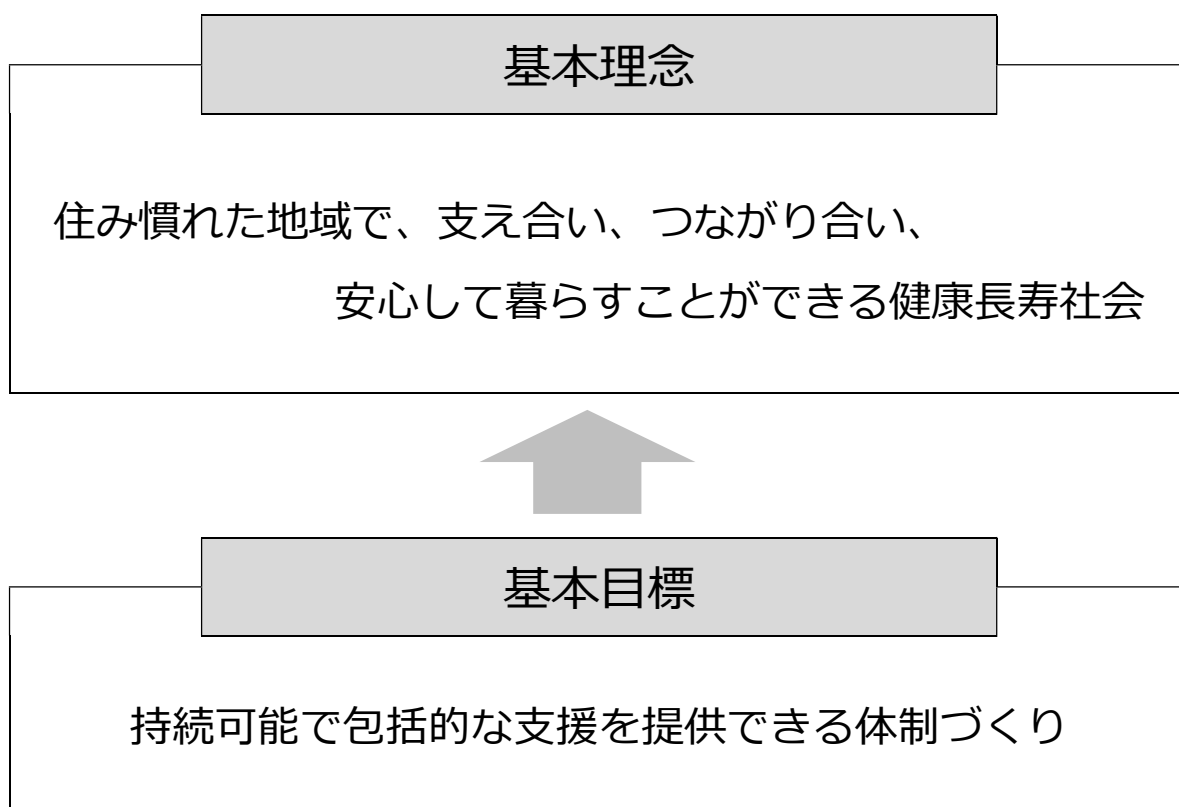 基本理念
住み慣れた地域で、支え合い、つながり合い、
安心して暮らすことができる健康長寿社会
基本目標
持続可能で包括的な支援を提供できる体制づくり